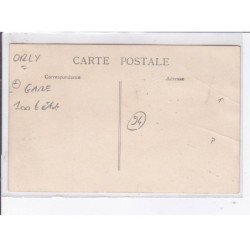 ORLY
CARTE POSTALE
Correspondance
Adresse
GARE
94